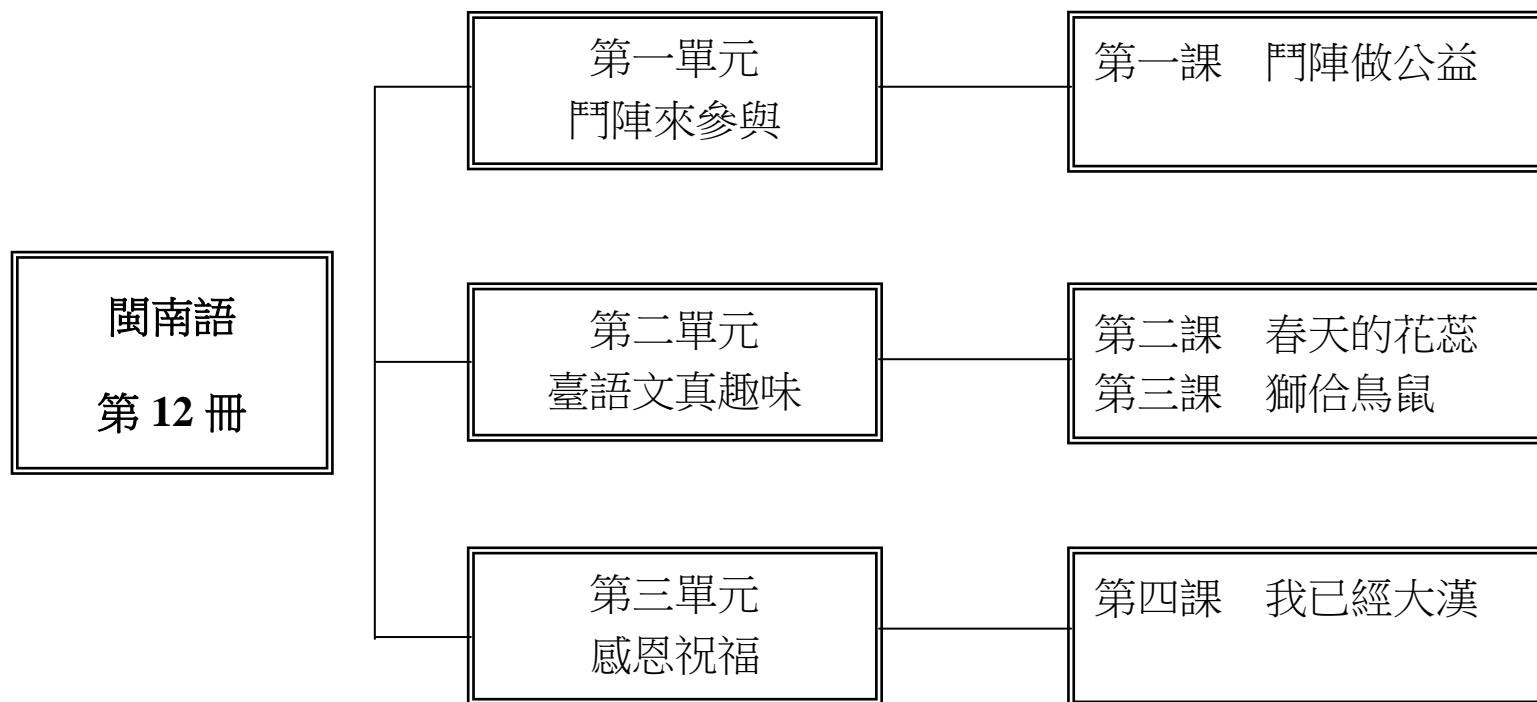 閩南語
第 12 冊
第一單元
鬥陣來參與
第一課　鬥陣做公益
第二單元
臺語文真趣味
第二課　春天的花蕊
第三課　獅佮鳥鼠
第三單元
感恩祝福
第四課　我已經大漢